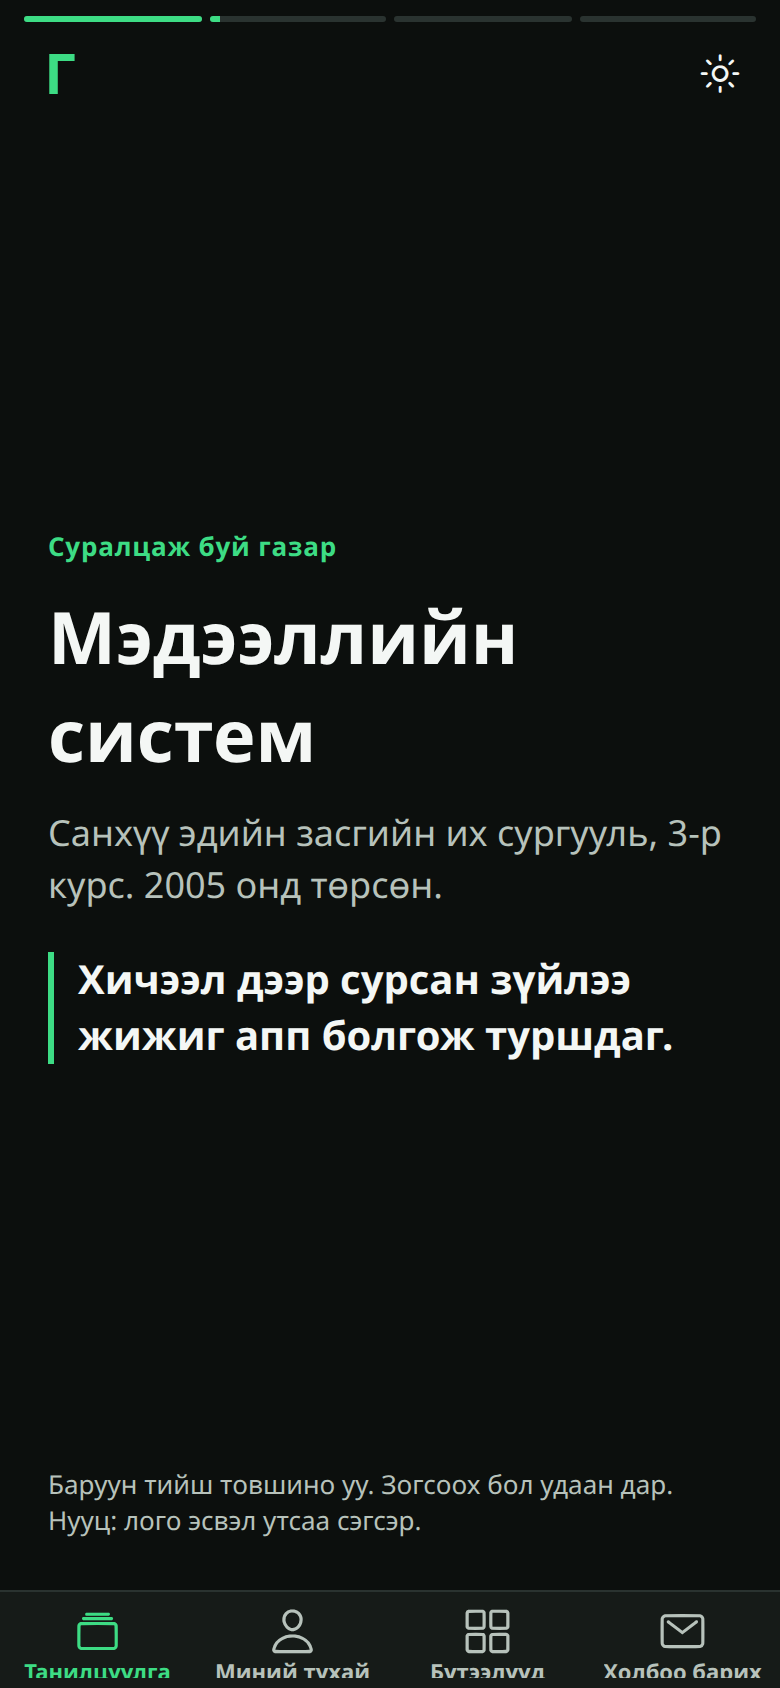 Г
Суралцаж буй газар
Мэдээллийн
систем
Санхүү эдийн засгийн их сургууль, 3-р
курс. 2005 онд төрсөн.
Хичээл дээр сурсан зүйлээ
жижиг апп болгож туршдаг.
Баруун тийш товшино уу. Зогсоох бол удаан дар.
Нууц: лого эсвэл утсаа сэгсэр.
Танилцуулга Миний тухай Бүтээлүүд Холбоо барих